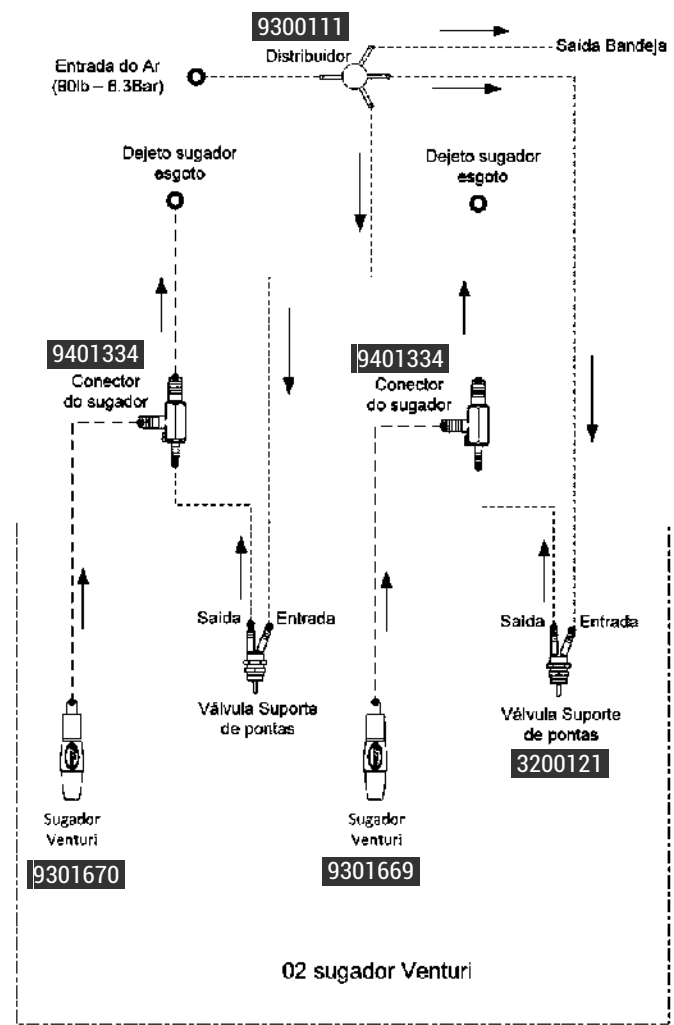 9300111
Distribuidor
Saída Bandeja
Entrada do Ar
(90lb – 6.3Bar)
Dejeto sugador
esgoto
Dejeto sugador
esgoto
9401334
Conector
do sugador
9401334
Conector
do sugador
Saída
Entrada
Saída
Entrada
Válvula Suporte
de pontas
Válvula Suporte
de pontas
3200121
Sugador
Venturi
9301670
Sugador
Venturi
9301669
02 sugador Venturi